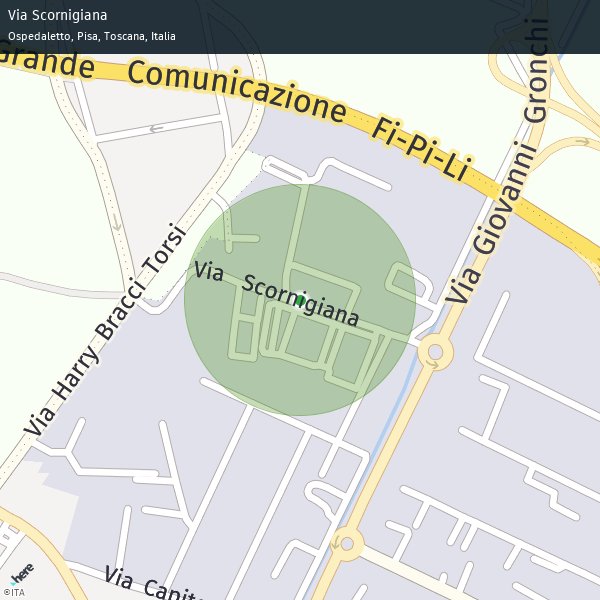 Via Scornigiana
Ospedaletto, Pisa, Toscana, Italia
Grande Comunicazione Fi-Pi-Li
Via Giovanni Gronchi
Via Harry Bracci Torsi
Via Scornigiana
Via Capit
here
©ITA